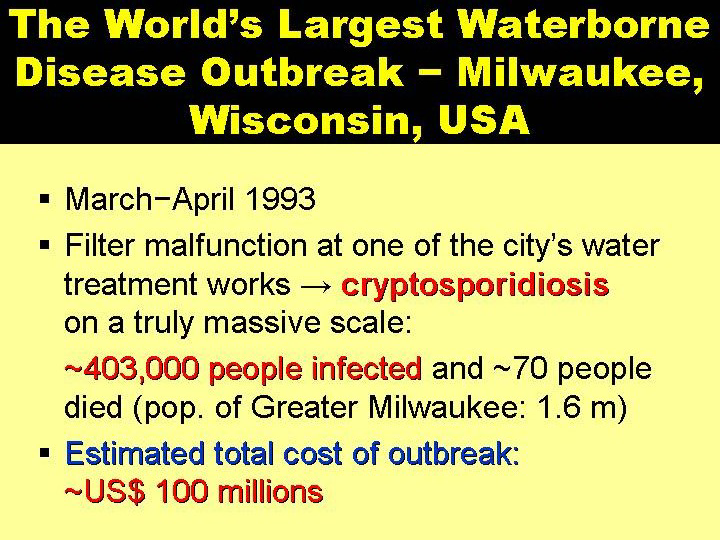 The World’s Largest Waterborne
Disease Outbreak − Milwaukee,
Wisconsin, USA
▪ March−April 1993
▪ Filter malfunction at one of the city’s water
treatment works → cryptosporidiosis
on a truly massive scale:
~403,000 people infected and ~70 people
died (pop. of Greater Milwaukee: 1.6 m)
▪ Estimated total cost of outbreak:
~US$ 100 millions